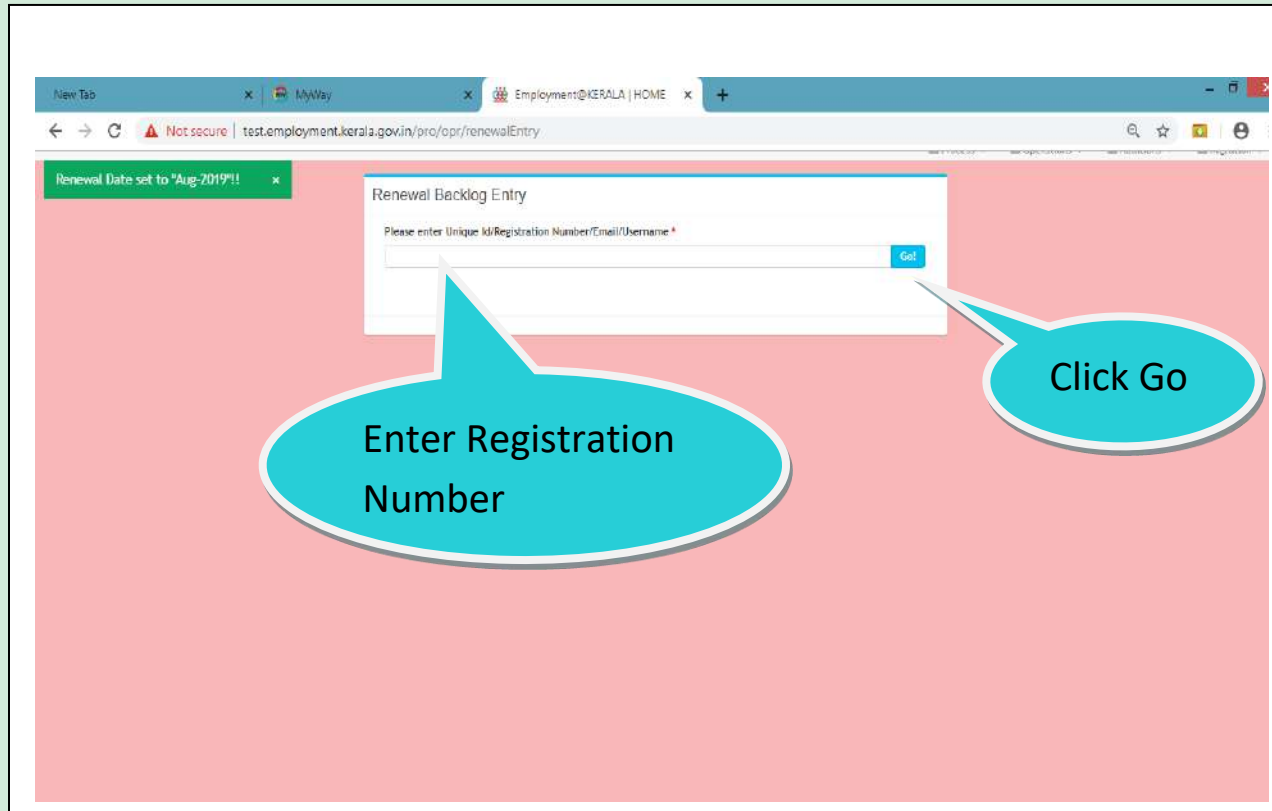 New Tab
MyWay
Employment@KERALA | HOME
Not secure | test.employment.kerala.gov.in/pro/opr/renewalEntry
Renewal Date set to "Aug-2019"!!
Renewal Backlog Entry
Please enter Unique Id/Registration Number/Email/Username *
Go!
Click Go
Enter Registration
Number